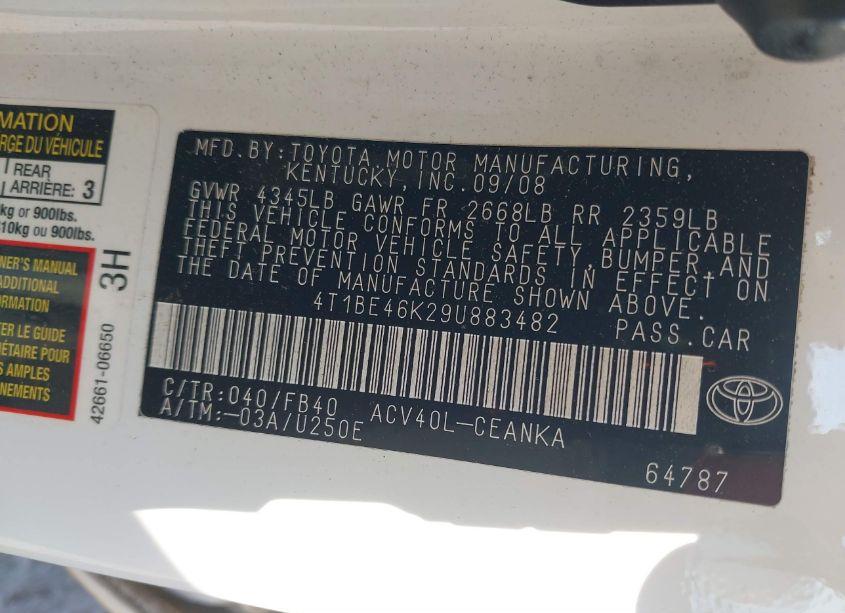 MATION
RGE DU VÉHICULE
REAR
ARRIÈRE: 3
kg or 900lbs.
10kg ou 900lbs.
NER'S MANUAL
ADDITIONAL
FORMATION
ER LE GUIDE
IÉTAIRE POUR
US AMPLES
NEMENTS
3H
42661-06650
MFD.BY:TOYOTA MOTOR MANUFACTURING,
KENTUCKY,INC.09/08
GVWR 4345LB GAWR FR 2668LB RR 2359LB
THIS VEHICLE CONFORMS TO ALL APPLICABLE
FEDERAL MOTOR VEHICLE SAFETY,BUMPER,AND
THEFT PREVENTION STANDARDS IN EFFECT ON
THE DATE OF MANUFACTURE SHOWN ABOVE.
4T1BE46K29U883482 PASS.CAR
C/TR:040/FB40 ACV40L-CEANKA
A/TM:-03A/U250E
64787